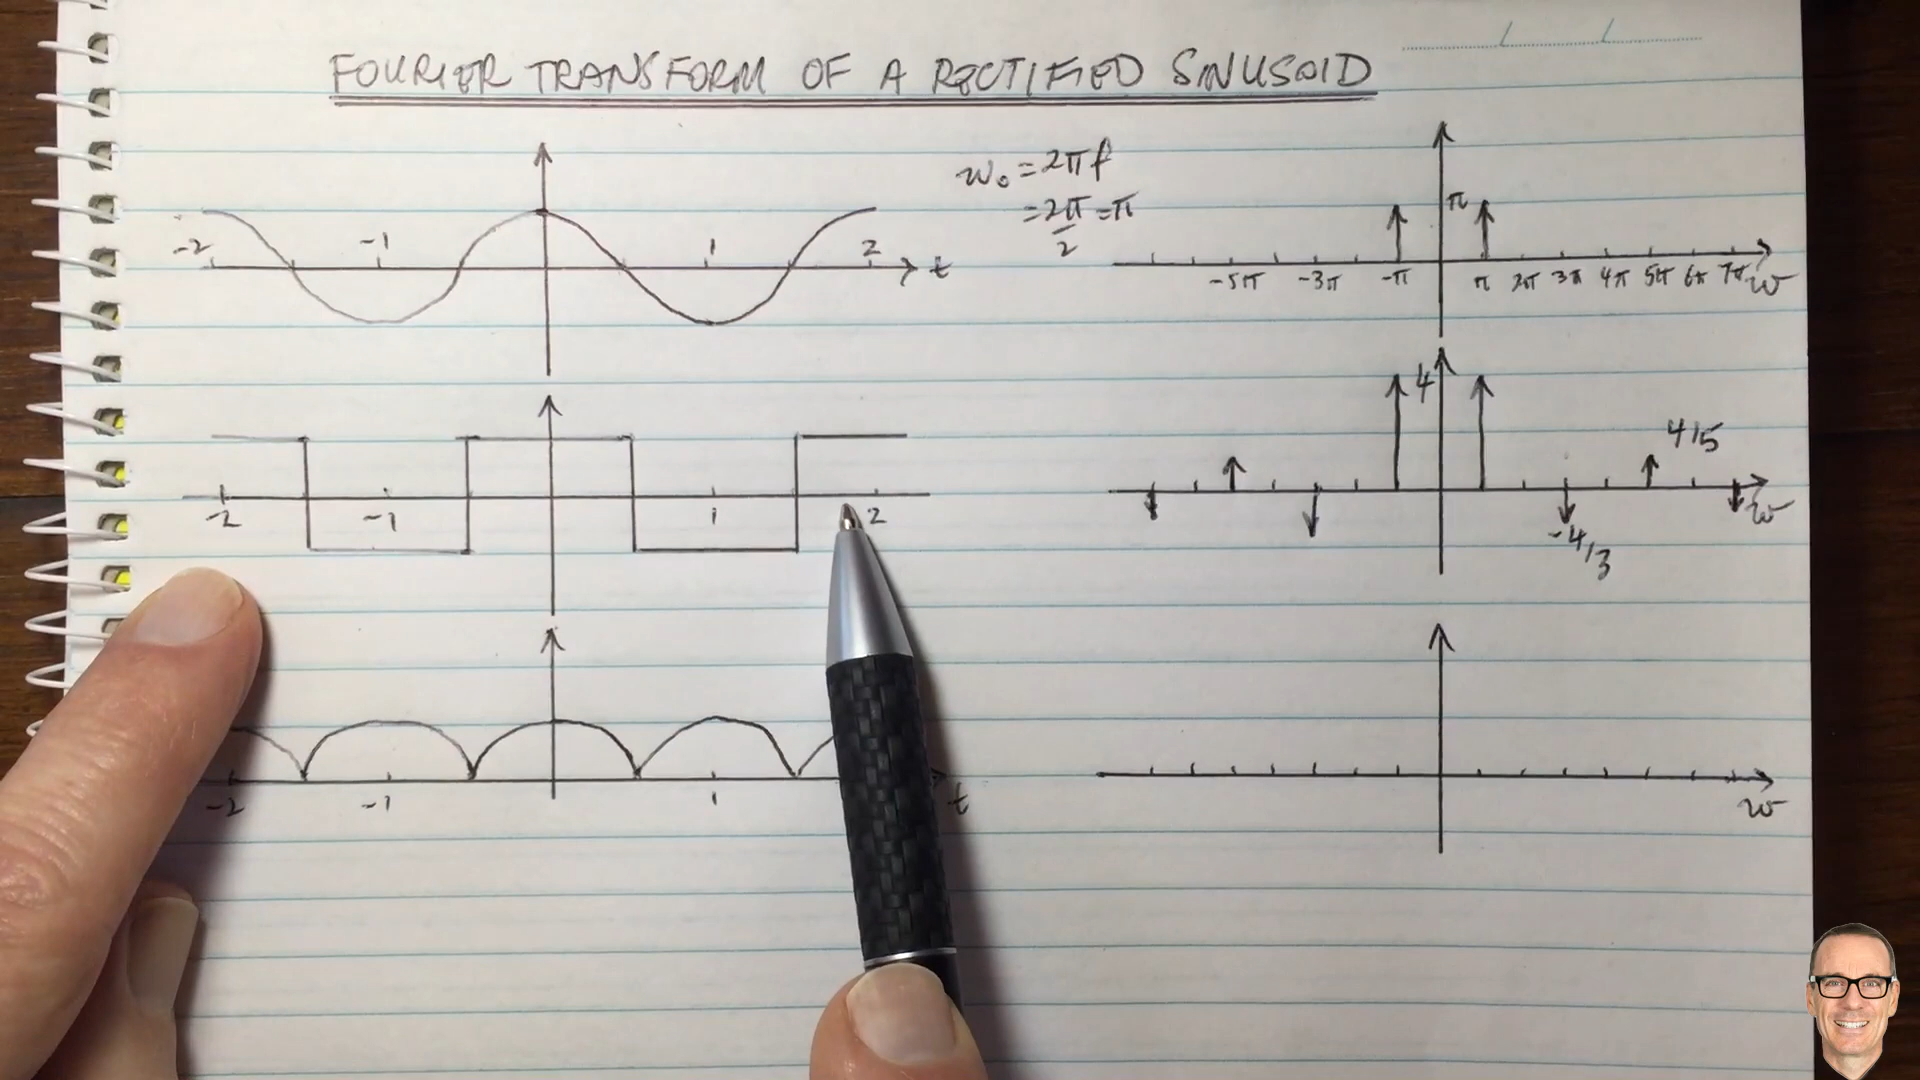 FOURIER TRANSFORM OF A RECTIFIED SINUSOID
ω₀ = 2πf
= 2π/2 = π
-2 -1 1 2 t
π
-5π -3π -π π 2π 3π 4π 5π 6π 7π ω
4
4/5
-2 -1 1 2
ω
-4/3
-2 -1 1 t
ω